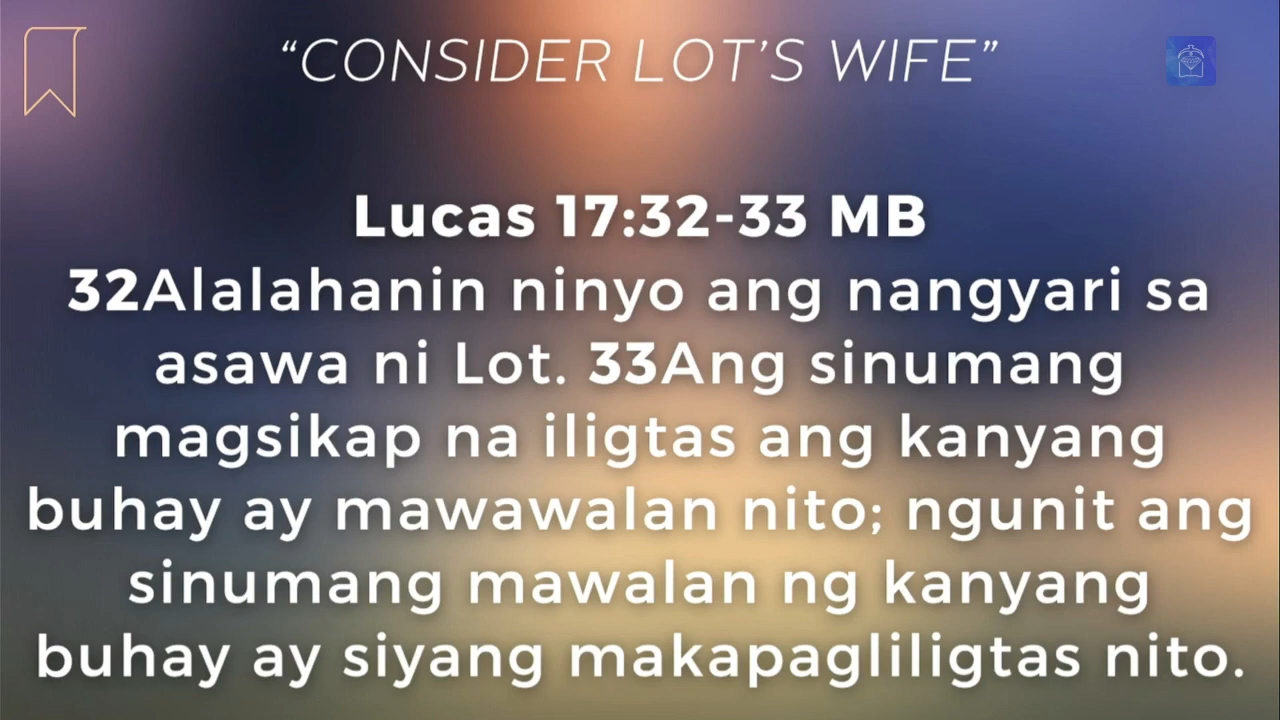 “CONSIDER LOT’S WIFE”
Lucas 17:32-33 MB
32Alalahanin ninyo ang nangyari sa
asawa ni Lot. 33Ang sinumang
magsikap na iligtas ang kanyang
buhay ay mawawalan nito; ngunit ang
sinumang mawalan ng kanyang
buhay ay siyang makapagliligtas nito.